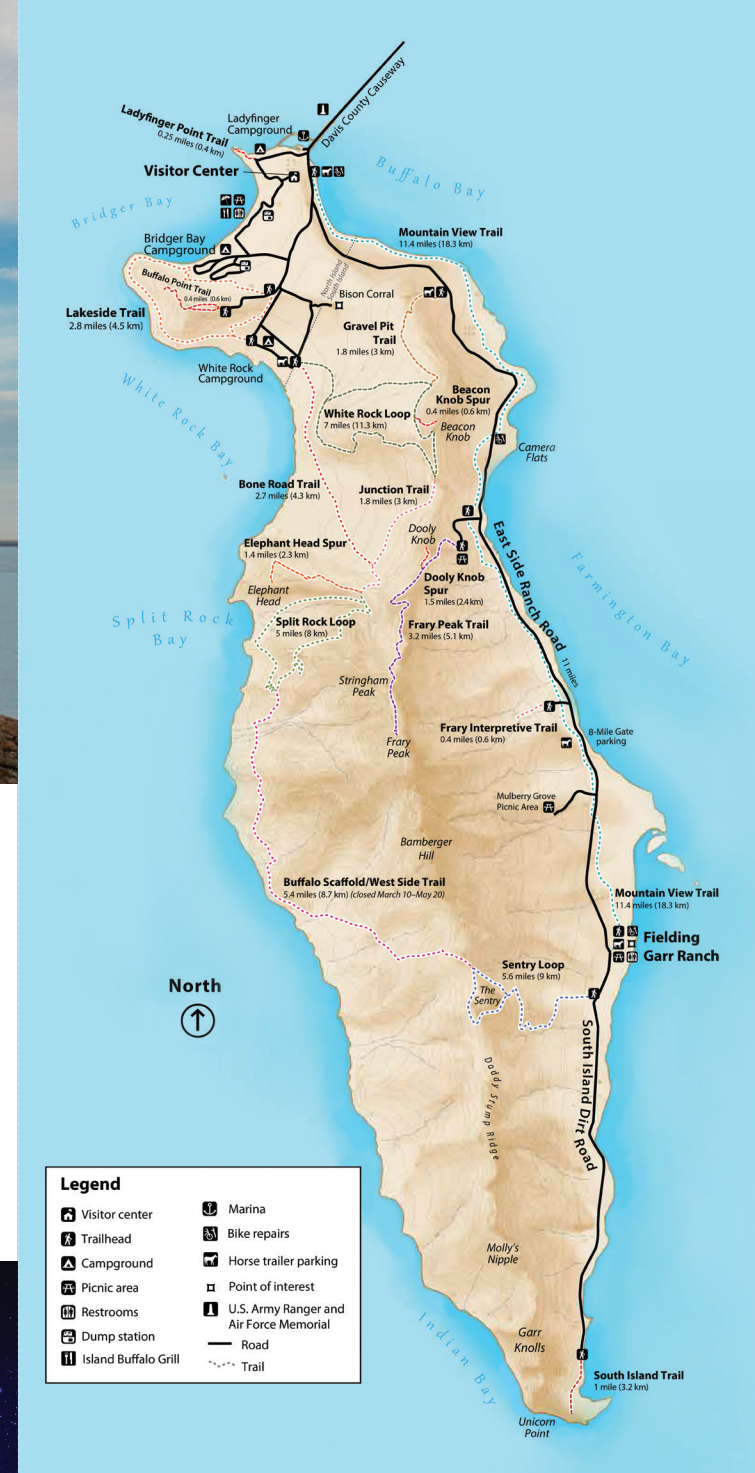 Davis County Causeway
Ladyfinger Point Trail
0.25 miles (0.4 km)
Ladyfinger
Campground
Visitor Center
Buffalo Bay
Bridger Bay
Mountain View Trail
11.4 miles (18.3 km)
Bridger Bay
Campground
North Island
South Island
Buffalo Point Trail
0.4 miles (0.6 km)
Bison Corral
Lakeside Trail
2.8 miles (4.5 km)
Gravel Pit
Trail
1.8 miles (3 km)
White Rock
Campground
White Rock Bay
Beacon
Knob Spur
0.4 miles (0.6 km)
White Rock Loop
7 miles (11.3 km)
Beacon
Knob
Camera
Flats
Bone Road Trail
2.7 miles (4.3 km)
Junction Trail
1.8 miles (3 km)
Dooly
Knob
East Side Ranch Road
11 miles
Elephant Head Spur
1.4 miles (2.3 km)
Farmington Bay
Elephant
Head
Dooly Knob
Spur
1.5 miles (2.4 km)
Split Rock
Bay
Split Rock Loop
5 miles (8 km)
Frary Peak Trail
3.2 miles (5.1 km)
Stringham
Peak
Frary Interpretive Trail
0.4 miles (0.6 km)
8-Mile Gate
parking
Frary
Peak
Mulberry Grove
Picnic Area
Bamberger
Hill
Buffalo Scaffold/West Side Trail
5.4 miles (8.7 km) (closed March 10–May 20)
Mountain View Trail
11.4 miles (18.3 km)
Fielding
Garr Ranch
Sentry Loop
5.6 miles (9 km)
North
The
Sentry
South Island Dirt Road
Daddy Stump Ridge
Molly's
Nipple
Indian Bay
Garr
Knolls
South Island Trail
1 mile (3.2 km)
Unicorn
Point
Legend
Visitor center
Trailhead
Campground
Picnic area
Restrooms
Dump station
Island Buffalo Grill
Marina
Bike repairs
Horse trailer parking
Point of interest
U.S. Army Ranger and
Air Force Memorial
Road
Trail